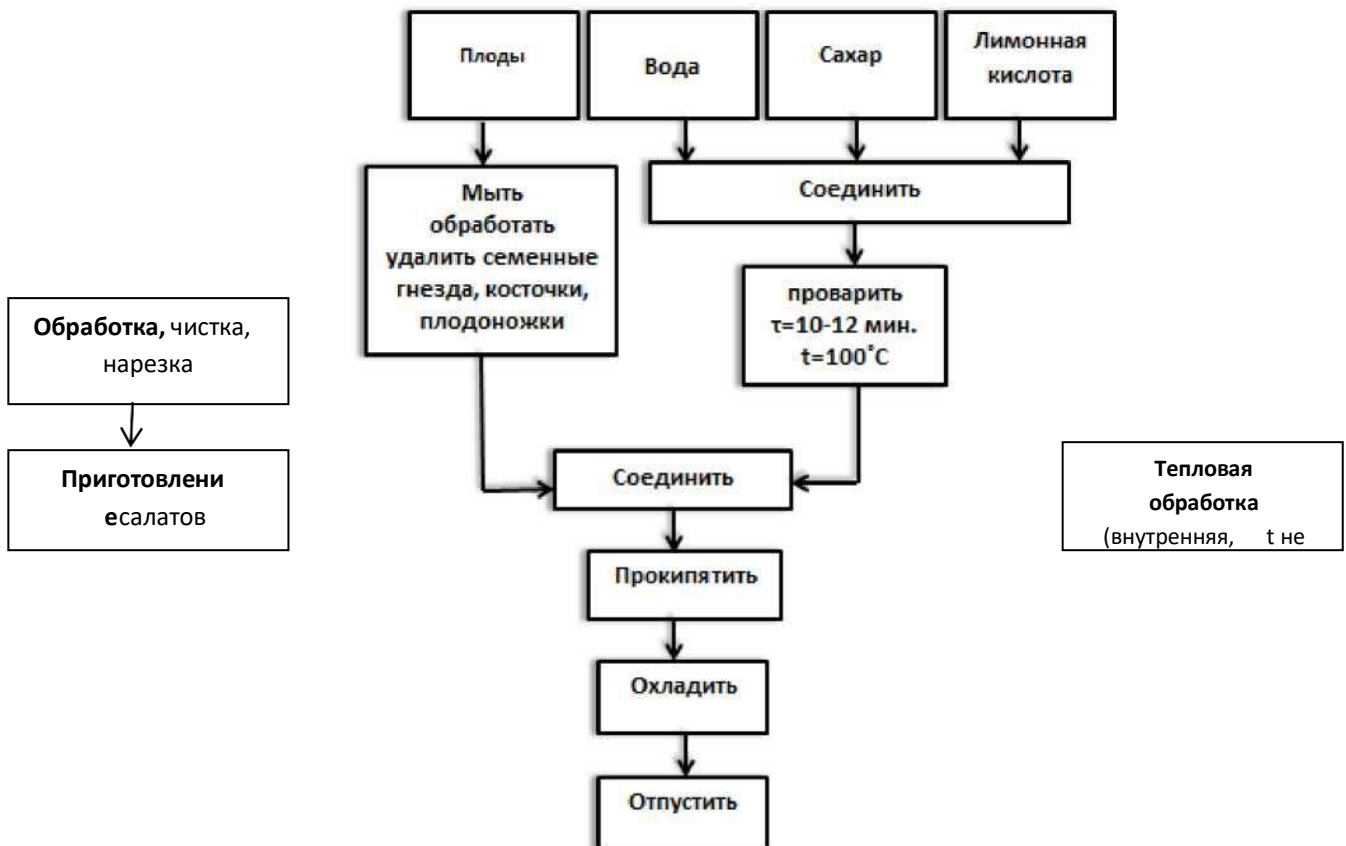 Плоды
Вода
Сахар
Лимонная
кислота
Мыть
обработать
удалить семенные
гнезда, косточки,
плодоножки
Соединить
проварить
τ=10-12 мин.
t=100˚C
Обработка, чистка,
нарезка
Приготовлени
есалатов
Соединить
Тепловая
обработка
(внутренняя, t не
Прокипятить
Охладить
Отпустить